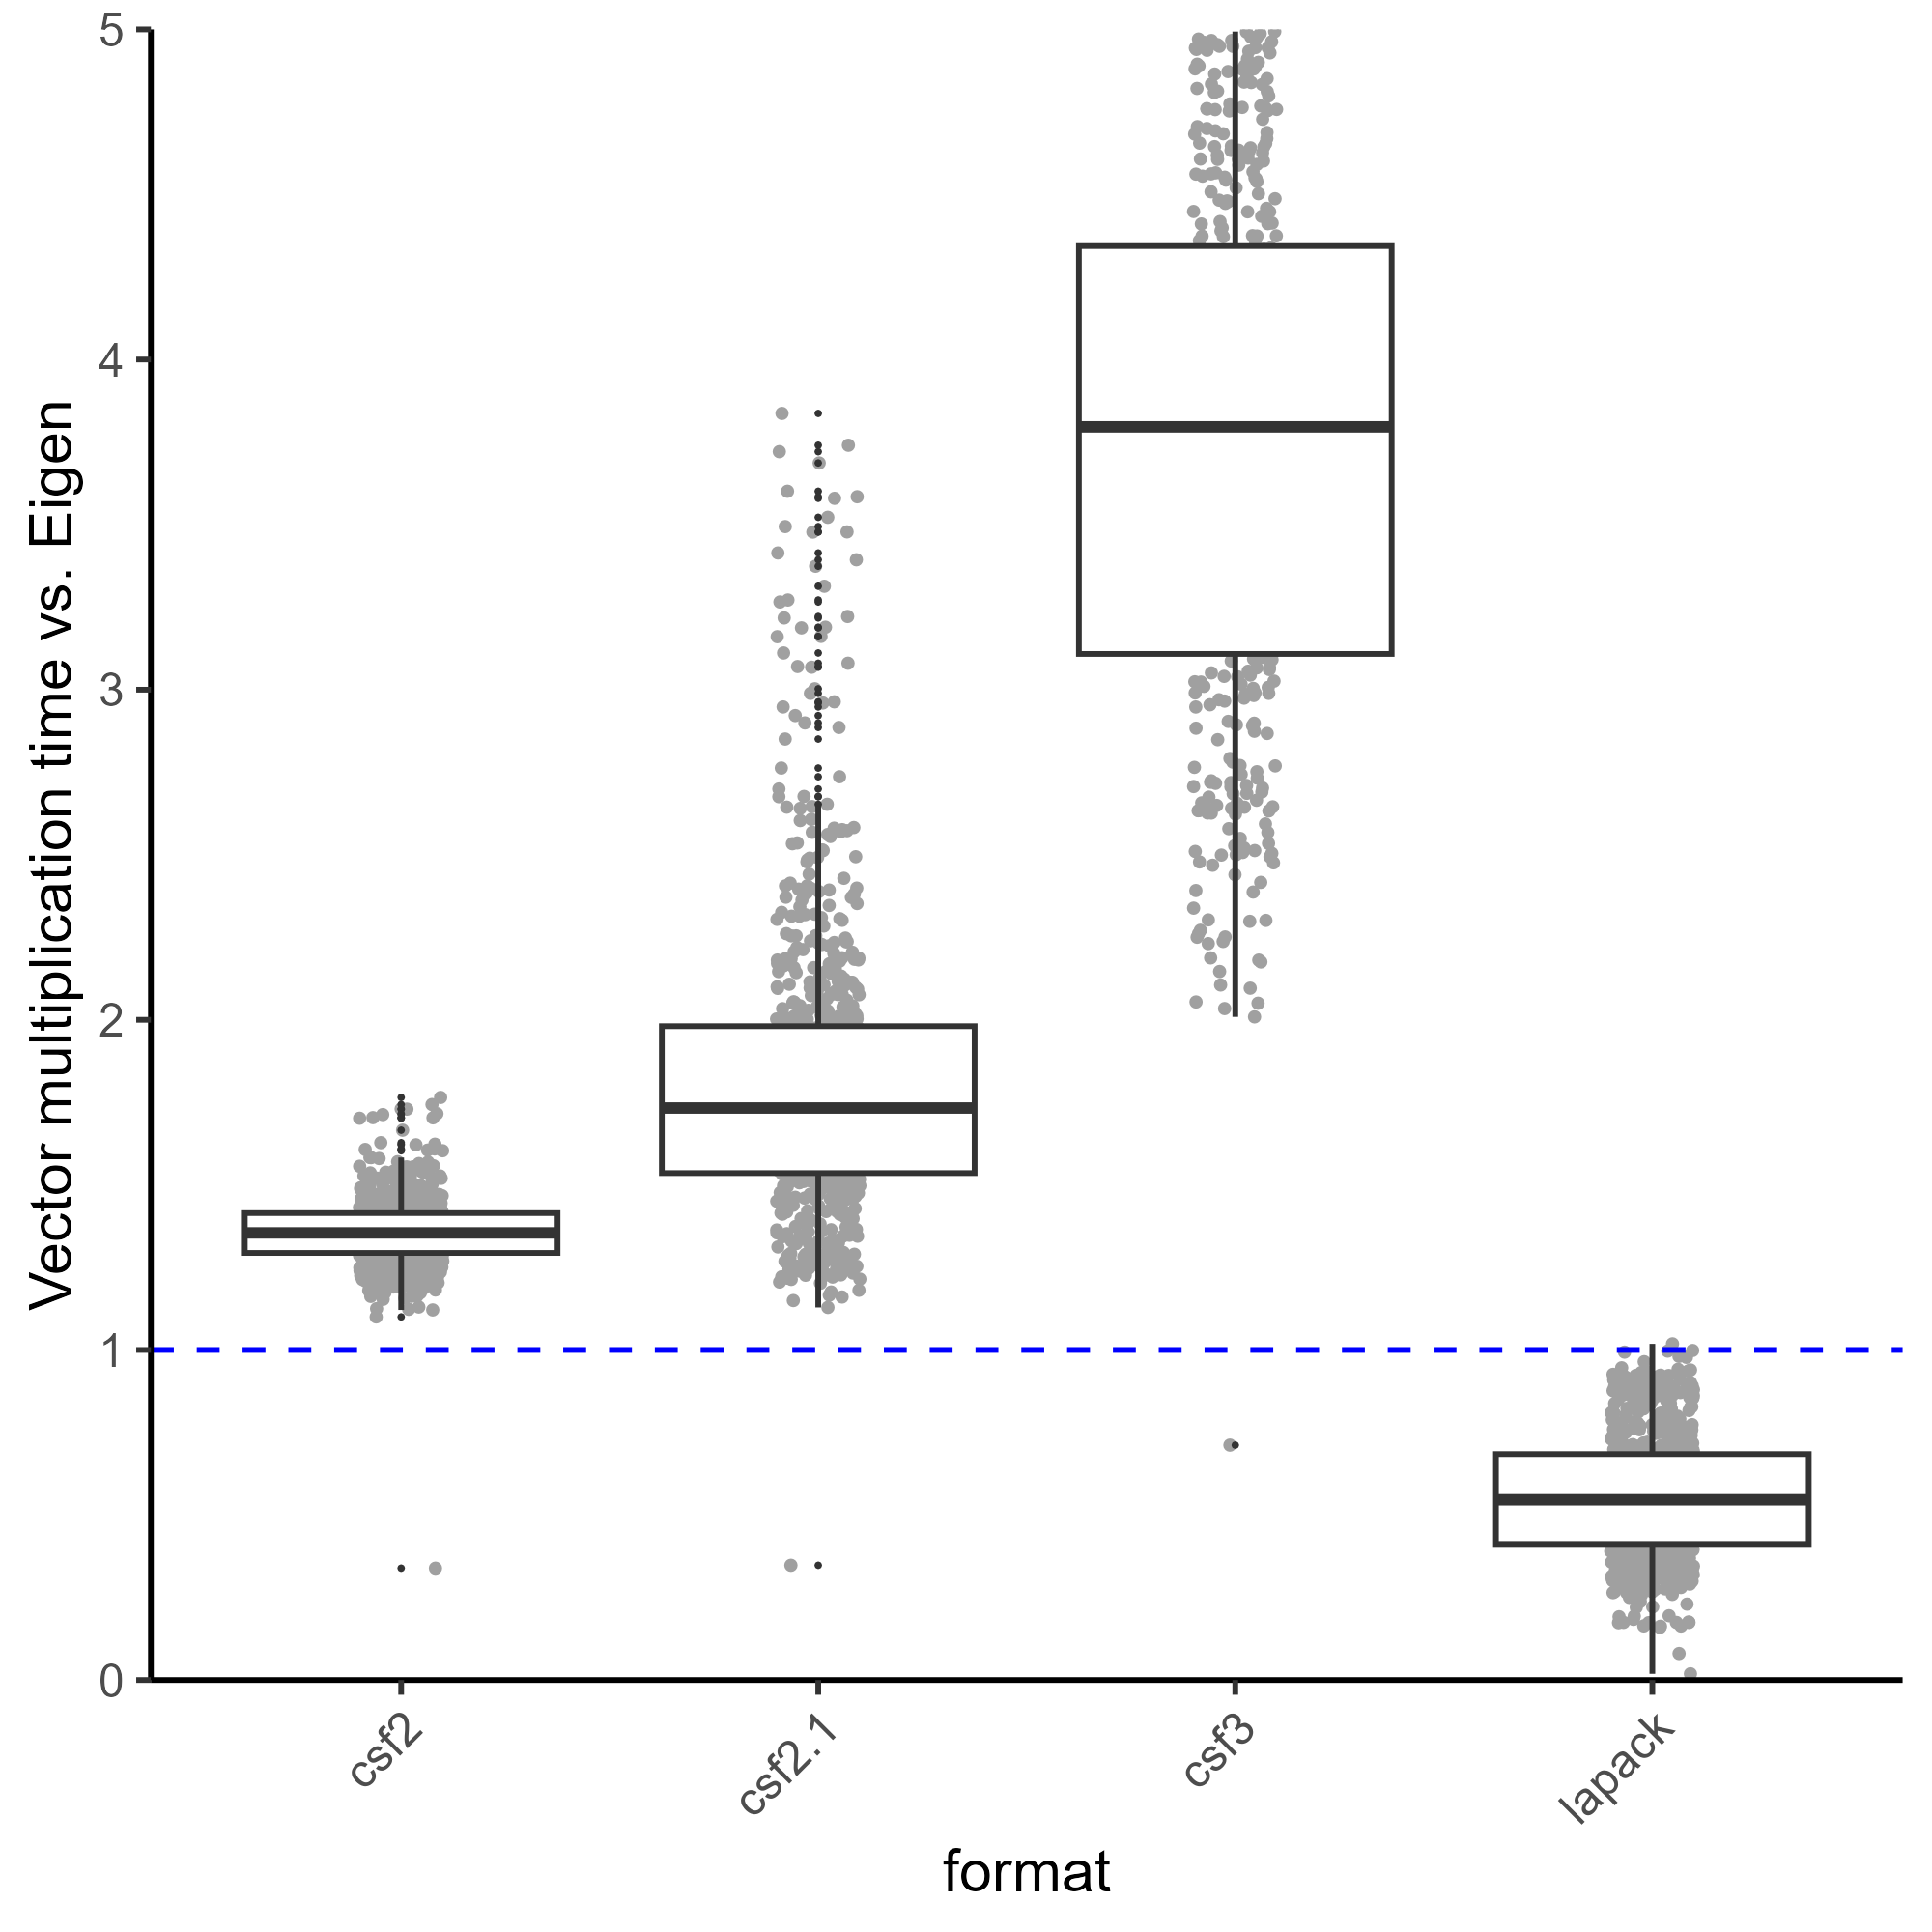 Vector multiplication time vs. Eigen
5
4
3
2
1
0
csf2
csf2.1
csf3
lapack
format